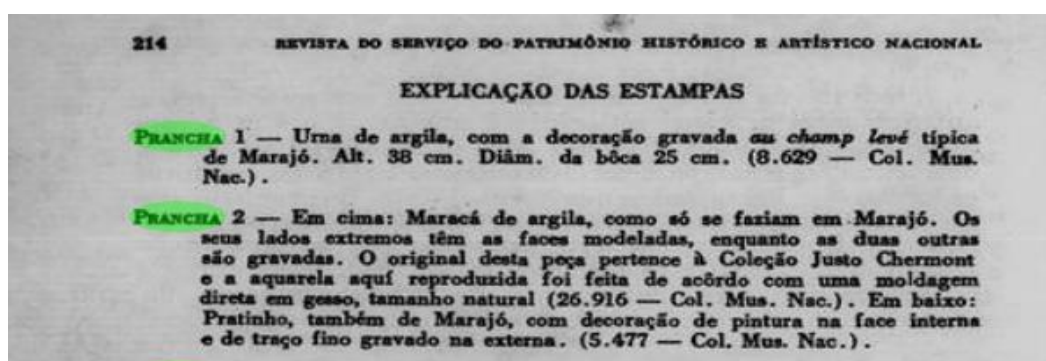 214 REVISTA DO SERVIÇO DO PATRIMÔNIO HISTÓRICO E ARTÍSTICO NACIONAL
EXPLICAÇÃO DAS ESTAMPAS
PRANCHA 1 — Urna de argila, com a decoração gravada au champ levé típica
de Marajó. Alt. 38 cm. Diâm. da bôca 25 cm. (8.629 — Col. Mus.
Nac.).
PRANCHA 2 — Em cima: Maracá de argila, como só se faziam em Marajó. Os
seus lados extremos têm as faces modeladas, enquanto as duas outras
são gravadas. O original desta peça pertence à Coleção Justo Chermont
e a aquarela aquí reproduzida foi feita de acôrdo com uma moldagem
direta em gesso, tamanho natural (26.916 — Col. Mus. Nac.). Em baixo:
Pratinho, também de Marajó, com decoração de pintura na face interna
e de traço fino gravado na externa. (5.477 — Col. Mus. Nac.).